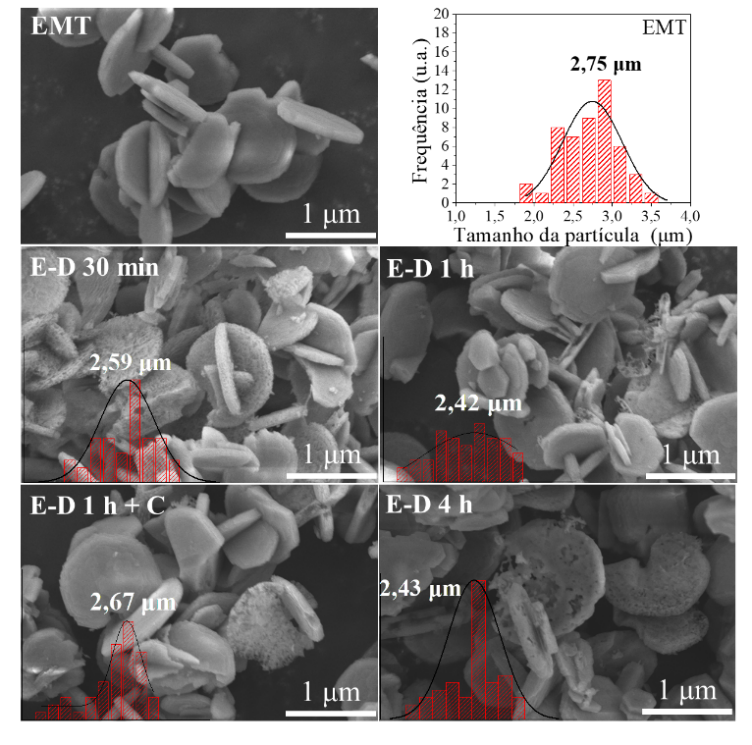 EMT
1 µm
EMT
2,75 µm
Frequência (u.a.)
20
18
16
14
12
10
8
6
4
2
0
1,0 1,5 2,0 2,5 3,0 3,5 4,0
Tamanho da partícula (µm)
E-D 30 min
2,59 µm
1 µm
E-D 1 h
2,42 µm
1 µm
E-D 1 h + C
2,67 µm
1 µm
E-D 4 h
2,43 µm
1 µm